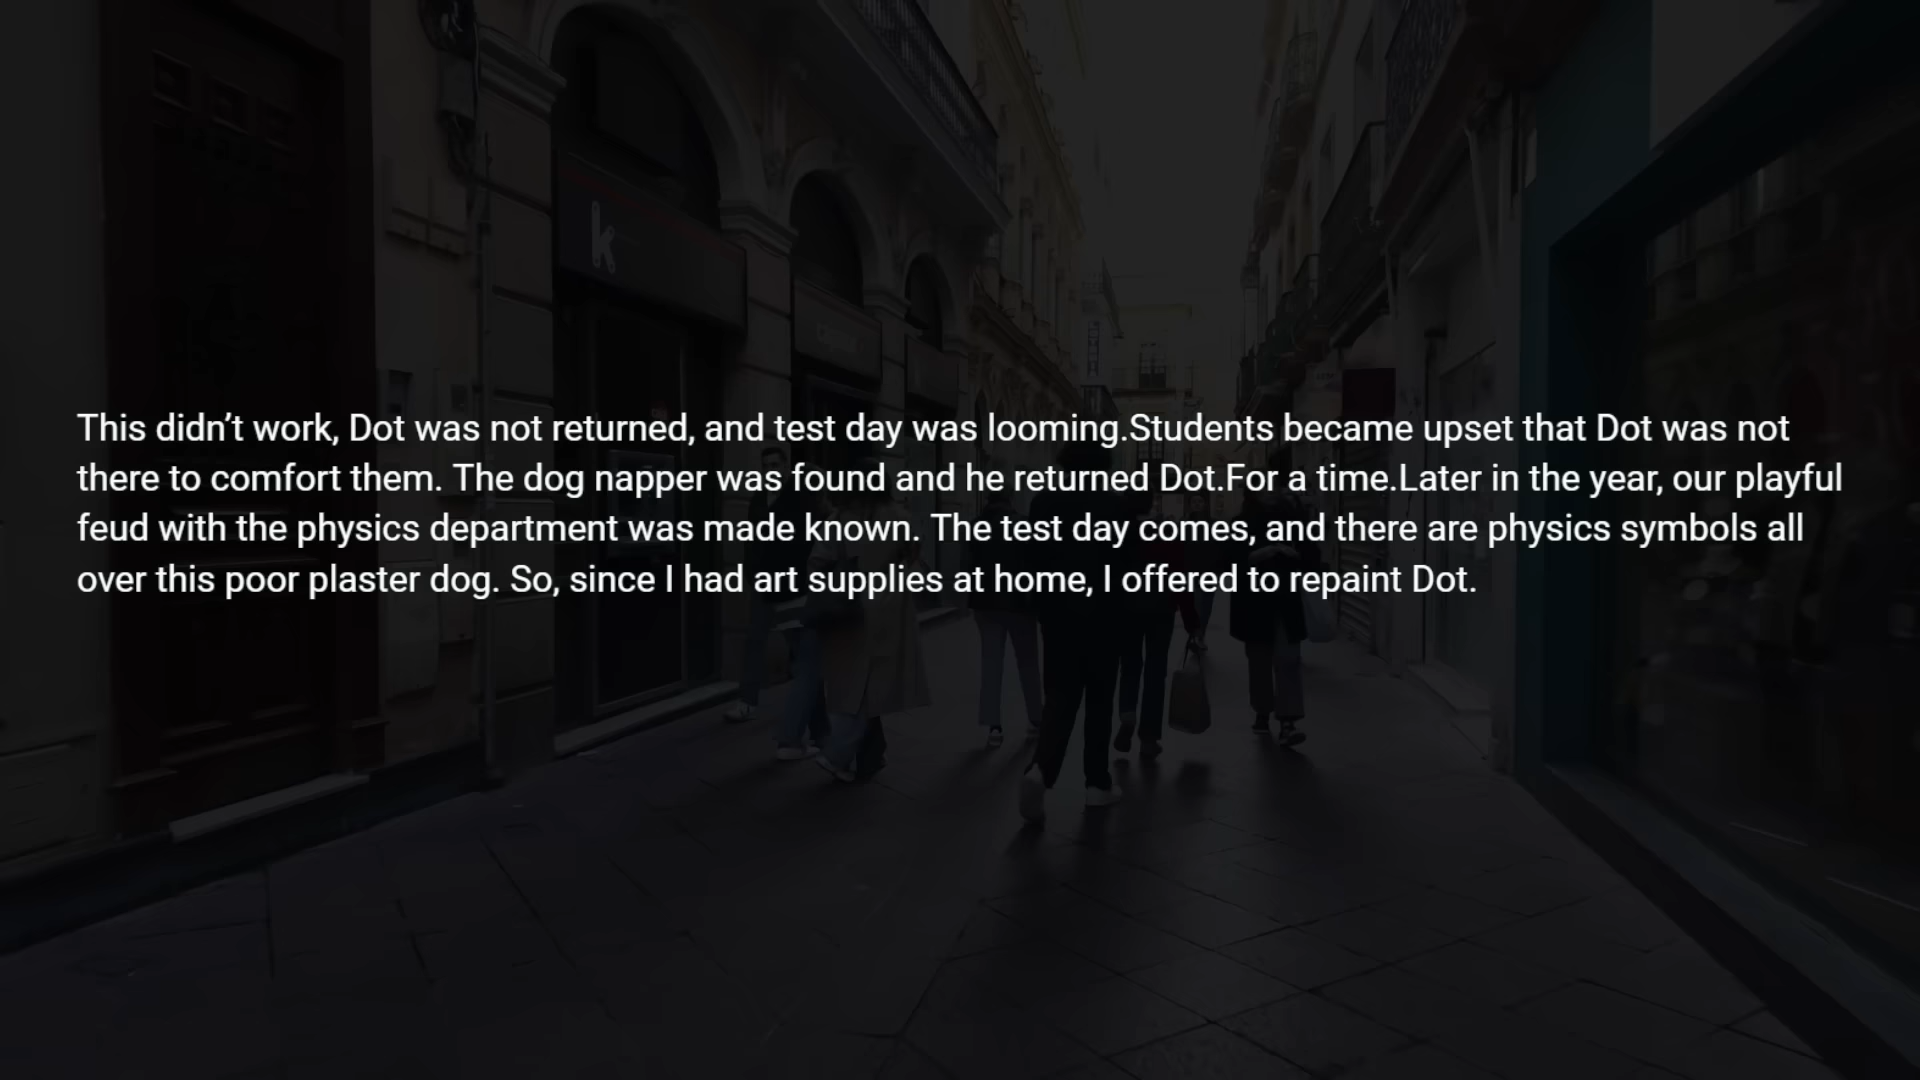 This didn’t work, Dot was not returned, and test day was looming.Students became upset that Dot was not
there to comfort them. The dog napper was found and he returned Dot.For a time.Later in the year, our playful
feud with the physics department was made known. The test day comes, and there are physics symbols all
over this poor plaster dog. So, since I had art supplies at home, I offered to repaint Dot.
k